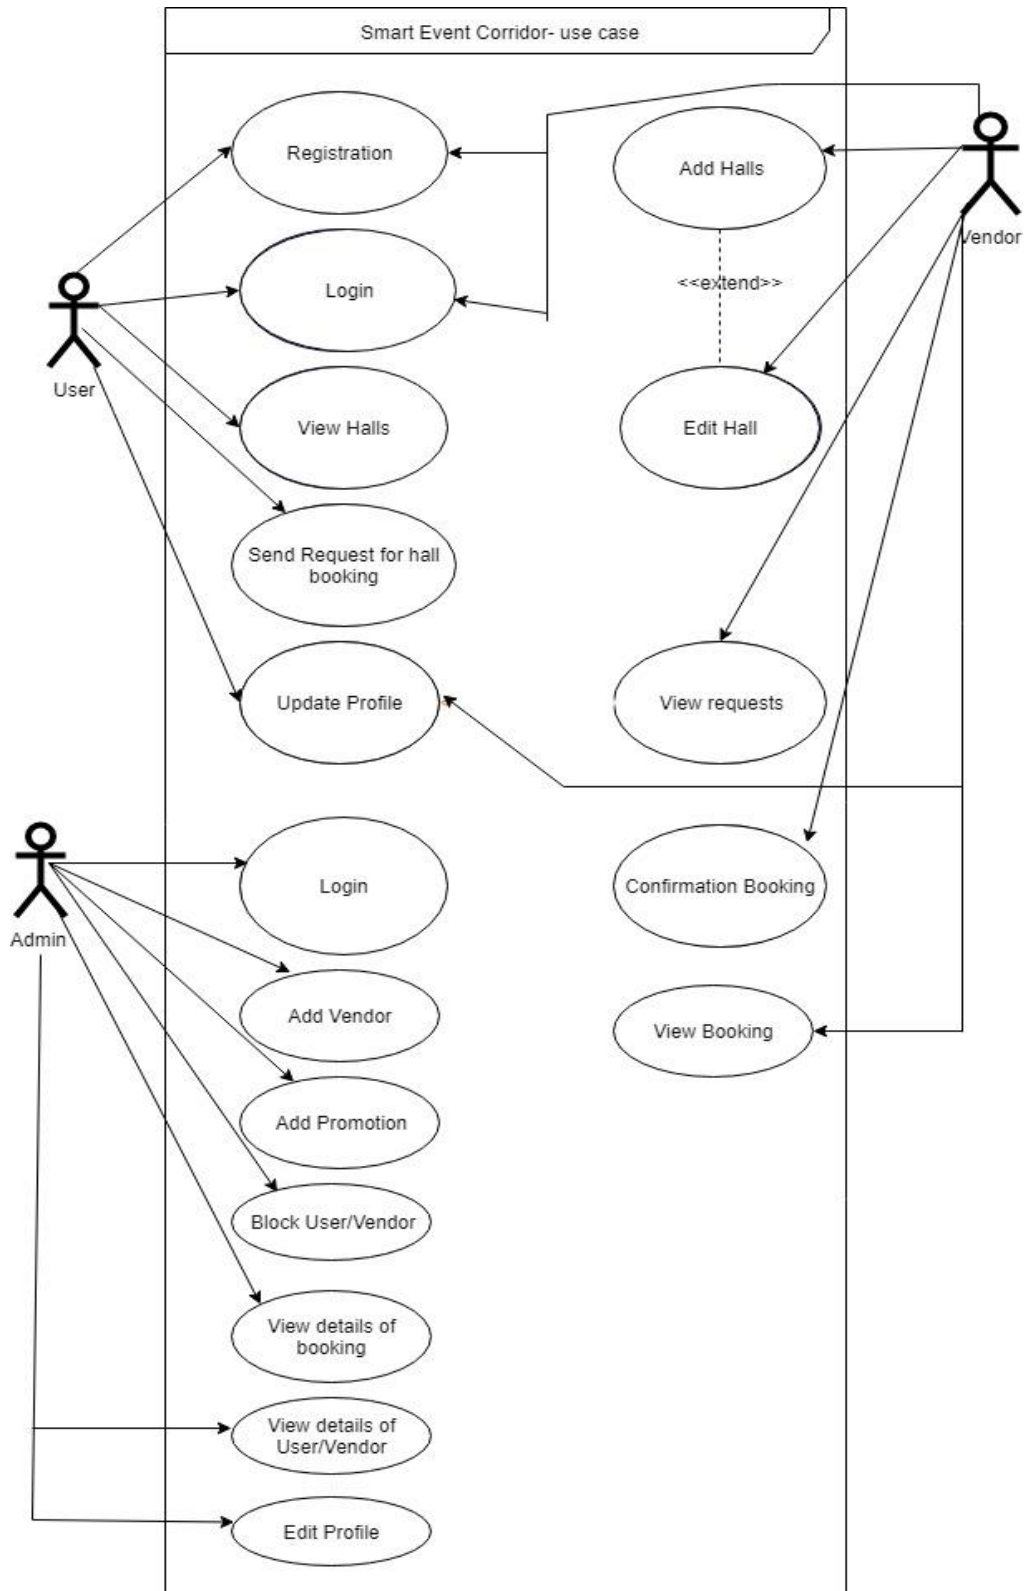 Smart Event Corridor- use case
Registration
Add Halls
Vendor
Login
<<extend>>
User
View Halls
Edit Hall
Send Request for hall
booking
Update Profile
View requests
Login
Confirmation Booking
Admin
Add Vendor
View Booking
Add Promotion
Block User/Vendor
View details of
booking
View details of
User/Vendor
Edit Profile